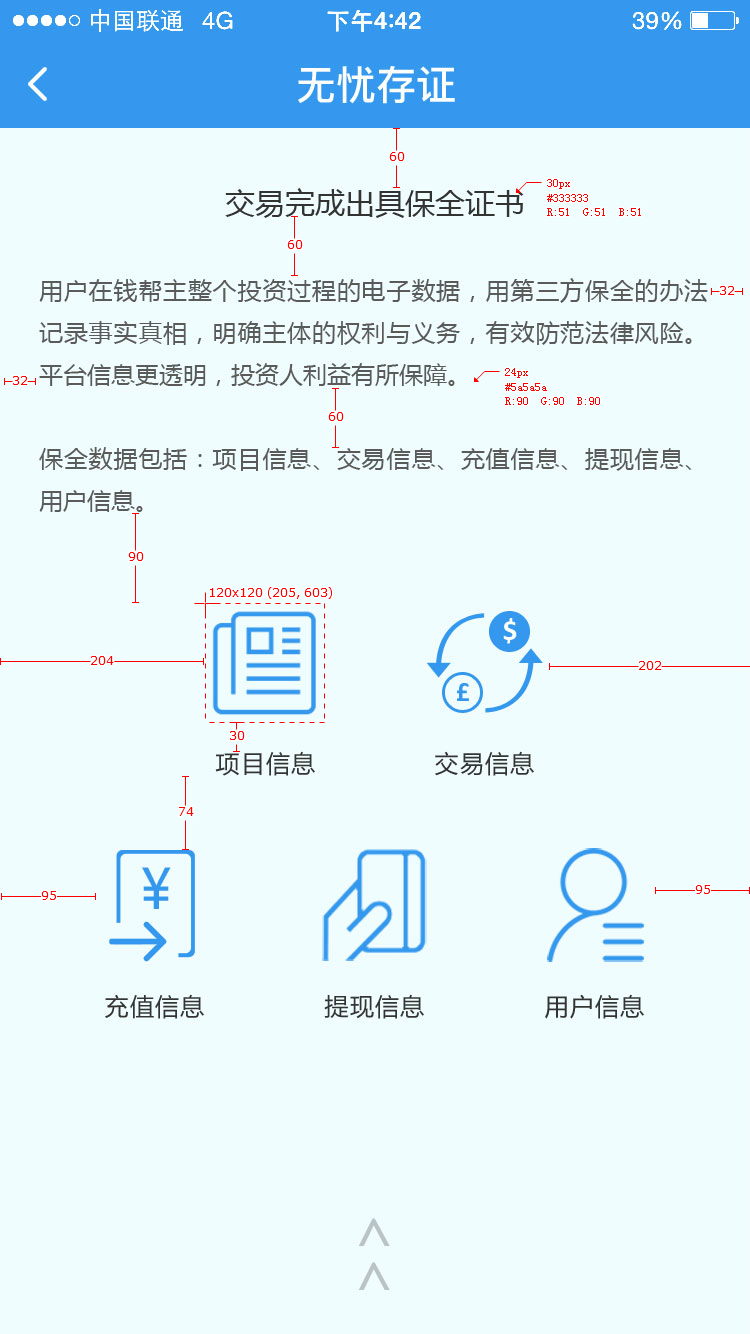 中国联通 4G 下午4:42 39%
无忧存证
60
交易完成出具保全证书
30px
#333333
R:51 G:51 B:51
60
用户在钱帮主整个投资过程的电子数据，用第三方保全的办法
32
记录事实真相，明确主体的权利与义务，有效防范法律风险。
32
平台信息更透明，投资人利益有所保障。
24px
#5a5a5a
R:90 G:90 B:90
60
保全数据包括：项目信息、交易信息、充值信息、提现信息、
用户信息。
90
120x120 (205, 603)
$
204
202
£
30
项目信息 交易信息
74
¥
95
95
充值信息 提现信息 用户信息